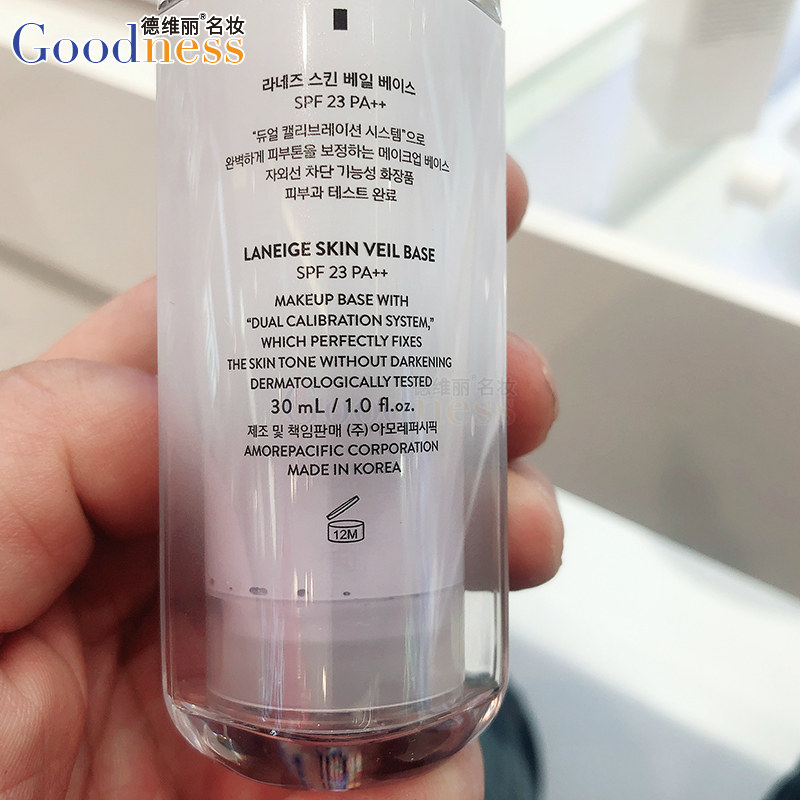 德维丽®名妆
Goodness
라네즈 스킨 베일 베이스
SPF 23 PA++
"듀얼 캘리브레이션 시스템"으로
완벽하게 피부톤을 보정하는 메이크업 베이스
자외선 차단 기능성 화장품
피부과 테스트 완료
LANEIGE SKIN VEIL BASE
SPF 23 PA++
MAKEUP BASE WITH
"DUAL CALIBRATION SYSTEM,"
WHICH PERFECTLY FIXES
THE SKIN TONE WITHOUT DARKENING
DERMATOLOGICALLY TESTED
德维丽®名妆
30 mL / 1.0 fl.oz.
Goodness
제조 및 책임판매 (주)아모레퍼시픽
AMOREPACIFIC CORPORATION
MADE IN KOREA
12M